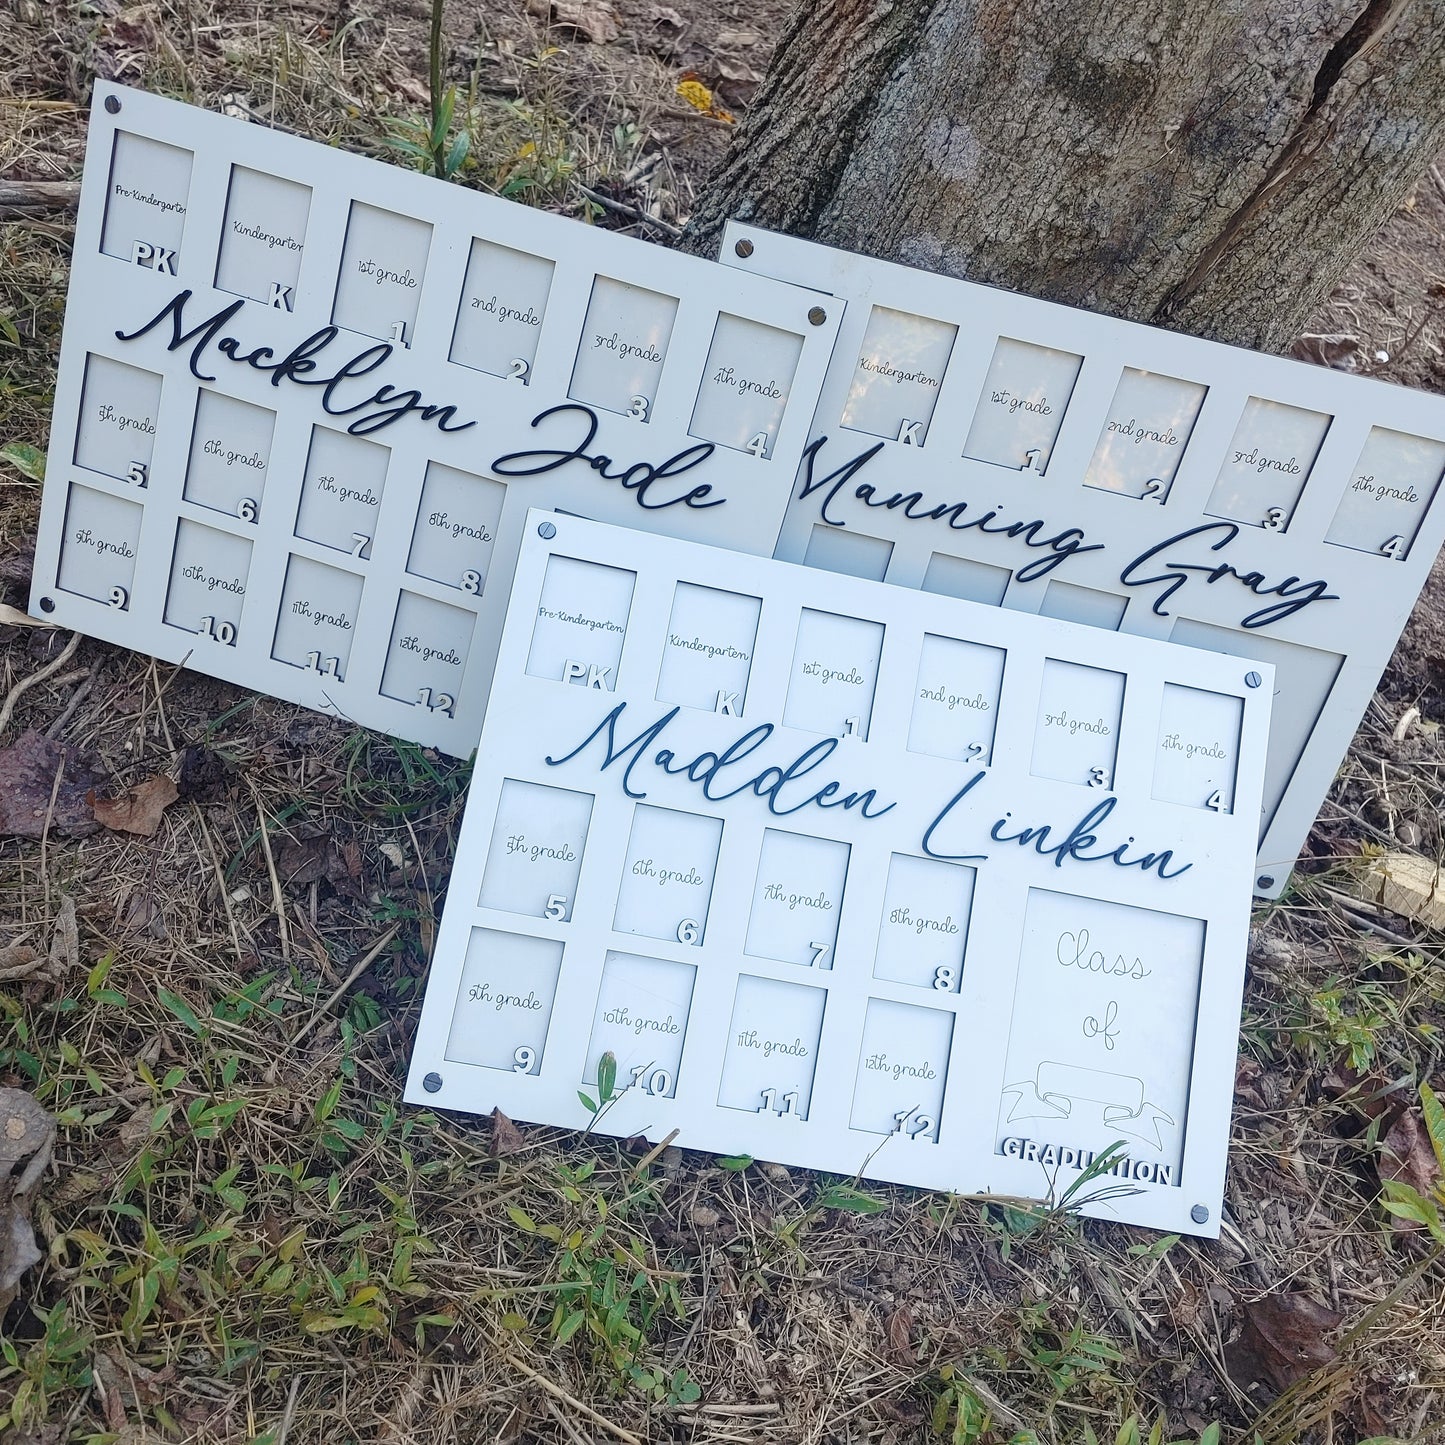 Pre-Kindergarten
PK
Kindergarten
K
1st grade
1
2nd grade
2
3rd grade
3
4th grade
4
Macklyn Jade
5th grade
5
6th grade
6
7th grade
7
8th grade
8
9th grade
9
10th grade
10
11th grade
11
12th grade
12
Kindergarten
K
1st grade
1
2nd grade
2
3rd grade
3
4th grade
4
Manning Gray
Pre-Kindergarten
PK
Kindergarten
K
1st grade
1
2nd grade
2
3rd grade
3
4th grade
4
Madden Linkin
5th grade
5
6th grade
6
7th grade
7
8th grade
8
9th grade
9
10th grade
10
11th grade
11
12th grade
12
Class
of
GRADUATION